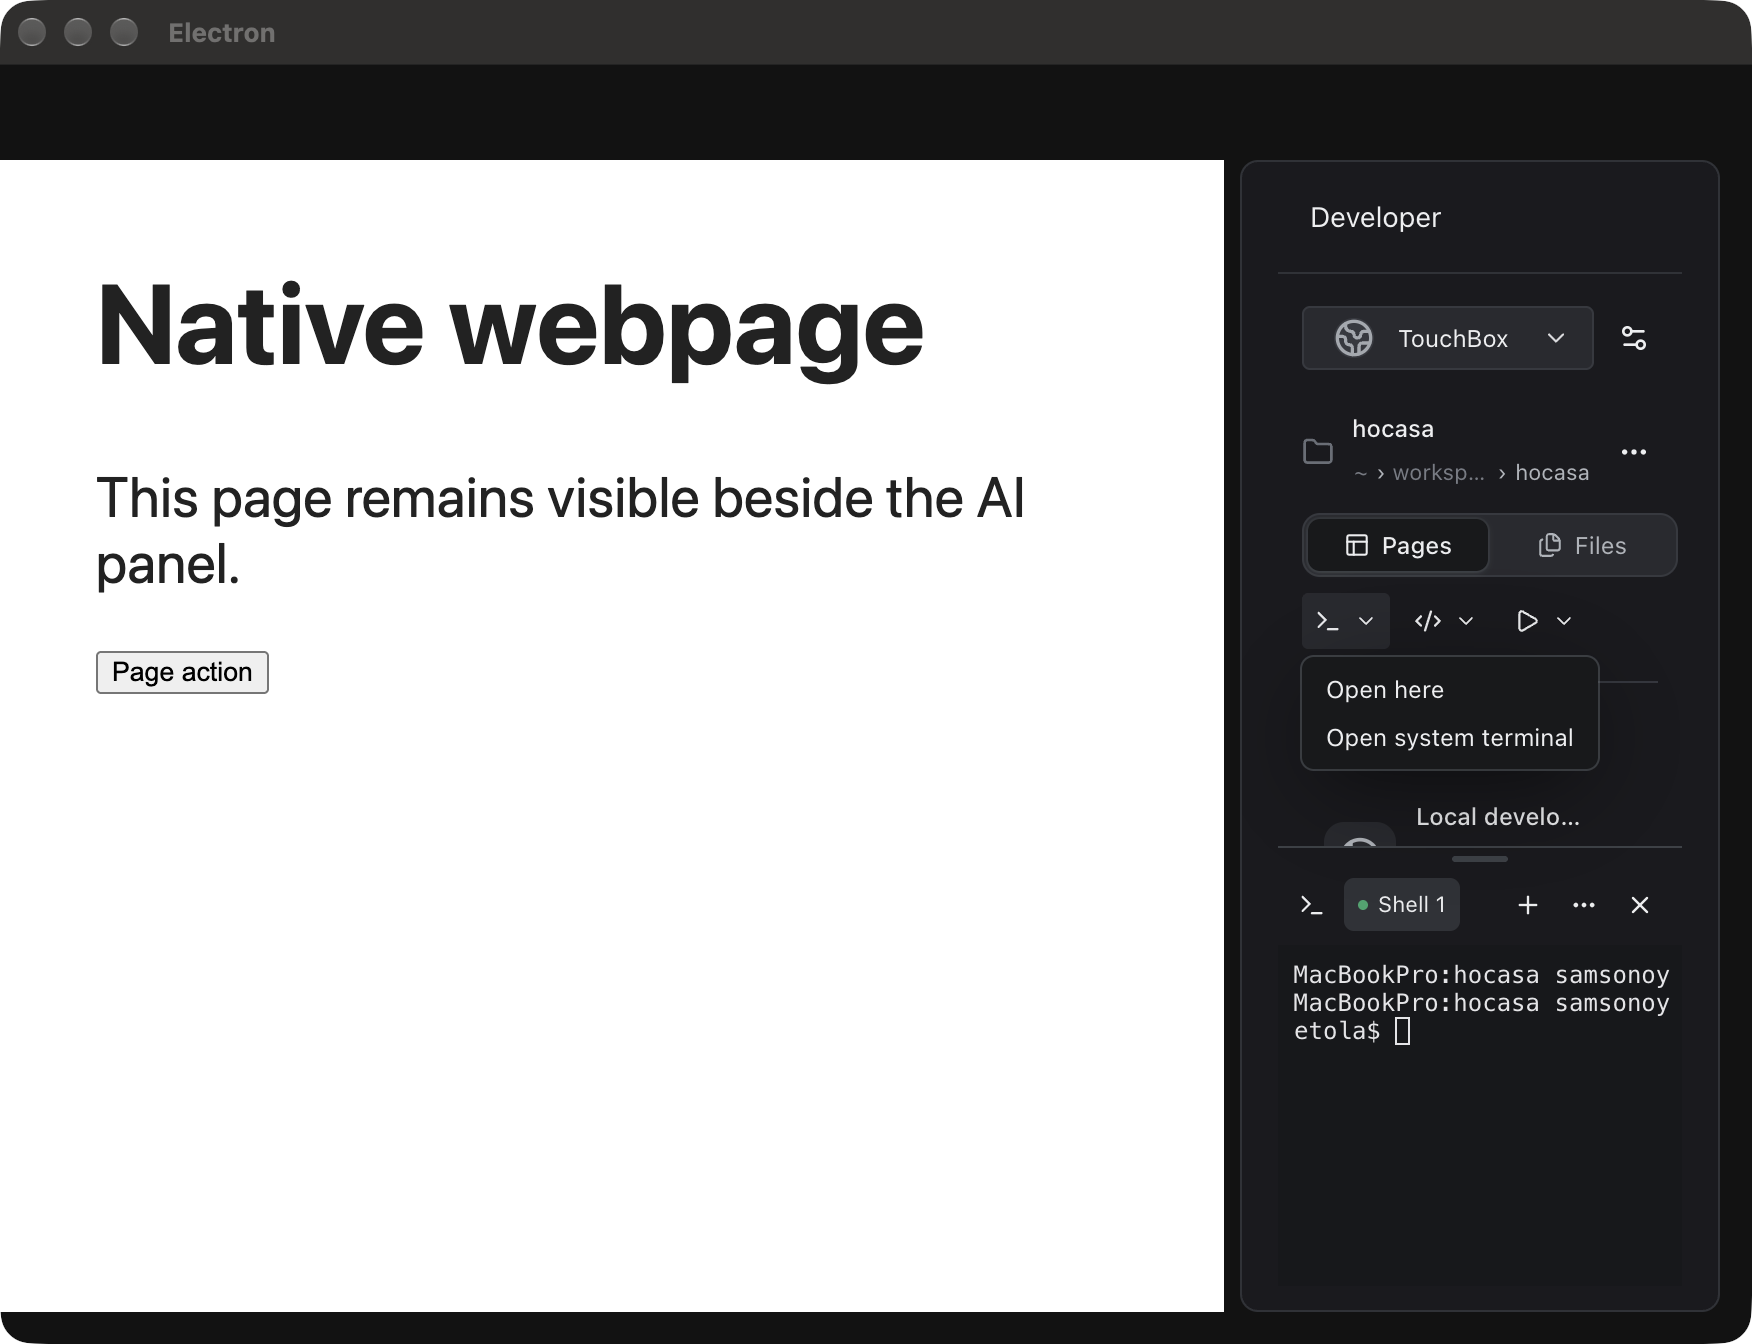 Electron
Native webpage
This page remains visible beside the AI
panel.
Page action
Developer
TouchBox
hocasa
~ › worksp... › hocasa
Pages
Files
Open here
Open system terminal
Local develo...
Shell 1
MacBookPro:hocasa samsonoy
MacBookPro:hocasa samsonoy
etola$